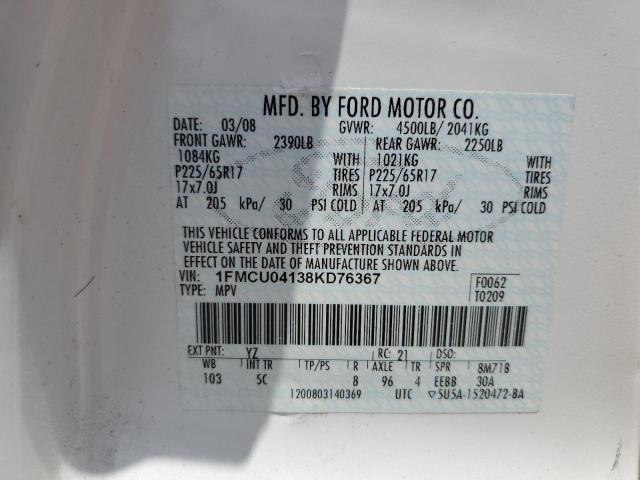 MFD. BY FORD MOTOR CO.
DATE: 03/08 GVWR: 4500LB/ 2041KG
FRONT GAWR: 2390LB REAR GAWR: 2250LB
1084KG WITH 1021KG WITH
P225/65R17 TIRES P225/65R17 TIRES
17x7.0J RIMS 17x7.0J RIMS
AT 205 kPa/ 30 PSI COLD AT 205 kPa/ 30 PSI COLD
THIS VEHICLE CONFORMS TO ALL APPLICABLE FEDERAL MOTOR
VEHICLE SAFETY AND THEFT PREVENTION STANDARDS IN
EFFECT ON THE DATE OF MANUFACTURE SHOWN ABOVE.
VIN: 1FMCU04138KD76367 F0062
TYPE: MPV T0209
EXT PNT: YZ RC: 21 DSO:
WB INT TR TP/PS R AXLE TR SPR 8M71B
103 5C 8 96 4 EEBB 30A
1200803140369 UTC ▽5U5A-1520472-BA